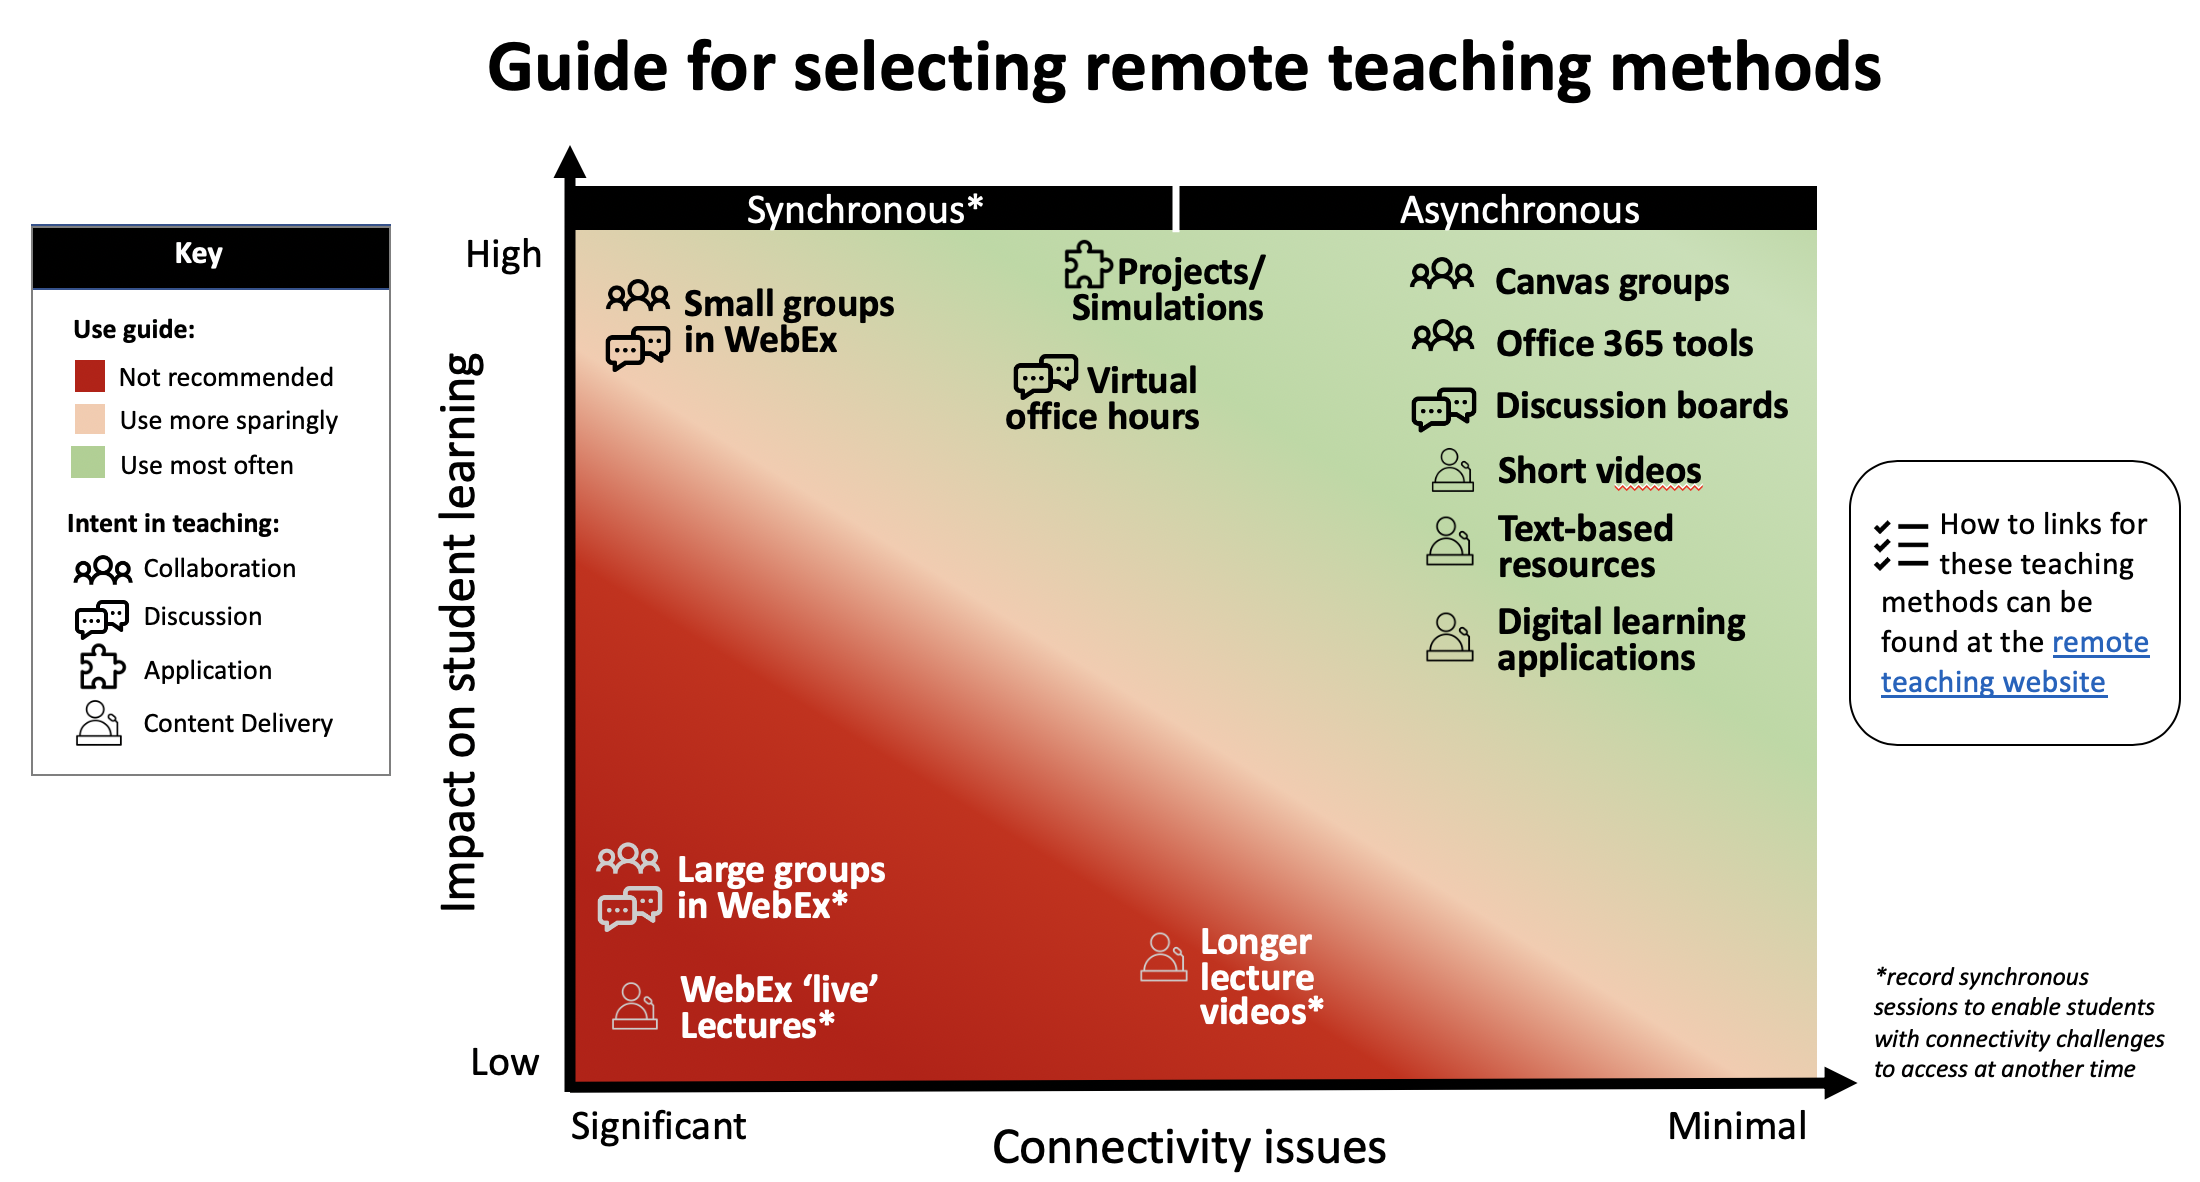 Guide for selecting remote teaching methods
Key
Use guide:
Not recommended
Use more sparingly
Use most often
Intent in teaching:
Collaboration
Discussion
Application
Content Delivery
Impact on student learning
High
Low
Synchronous*
Asynchronous
Small groups
in WebEx
Projects/
Simulations
Virtual
office hours
Canvas groups
Office 365 tools
Discussion boards
Short videos
Text-based
resources
Digital learning
applications
Large groups
in WebEx*
WebEx ‘live’
Lectures*
Longer
lecture
videos*
Significant
Minimal
Connectivity issues
How to links for
these teaching
methods can be
found at the remote
teaching website
*record synchronous
sessions to enable students
with connectivity challenges
to access at another time